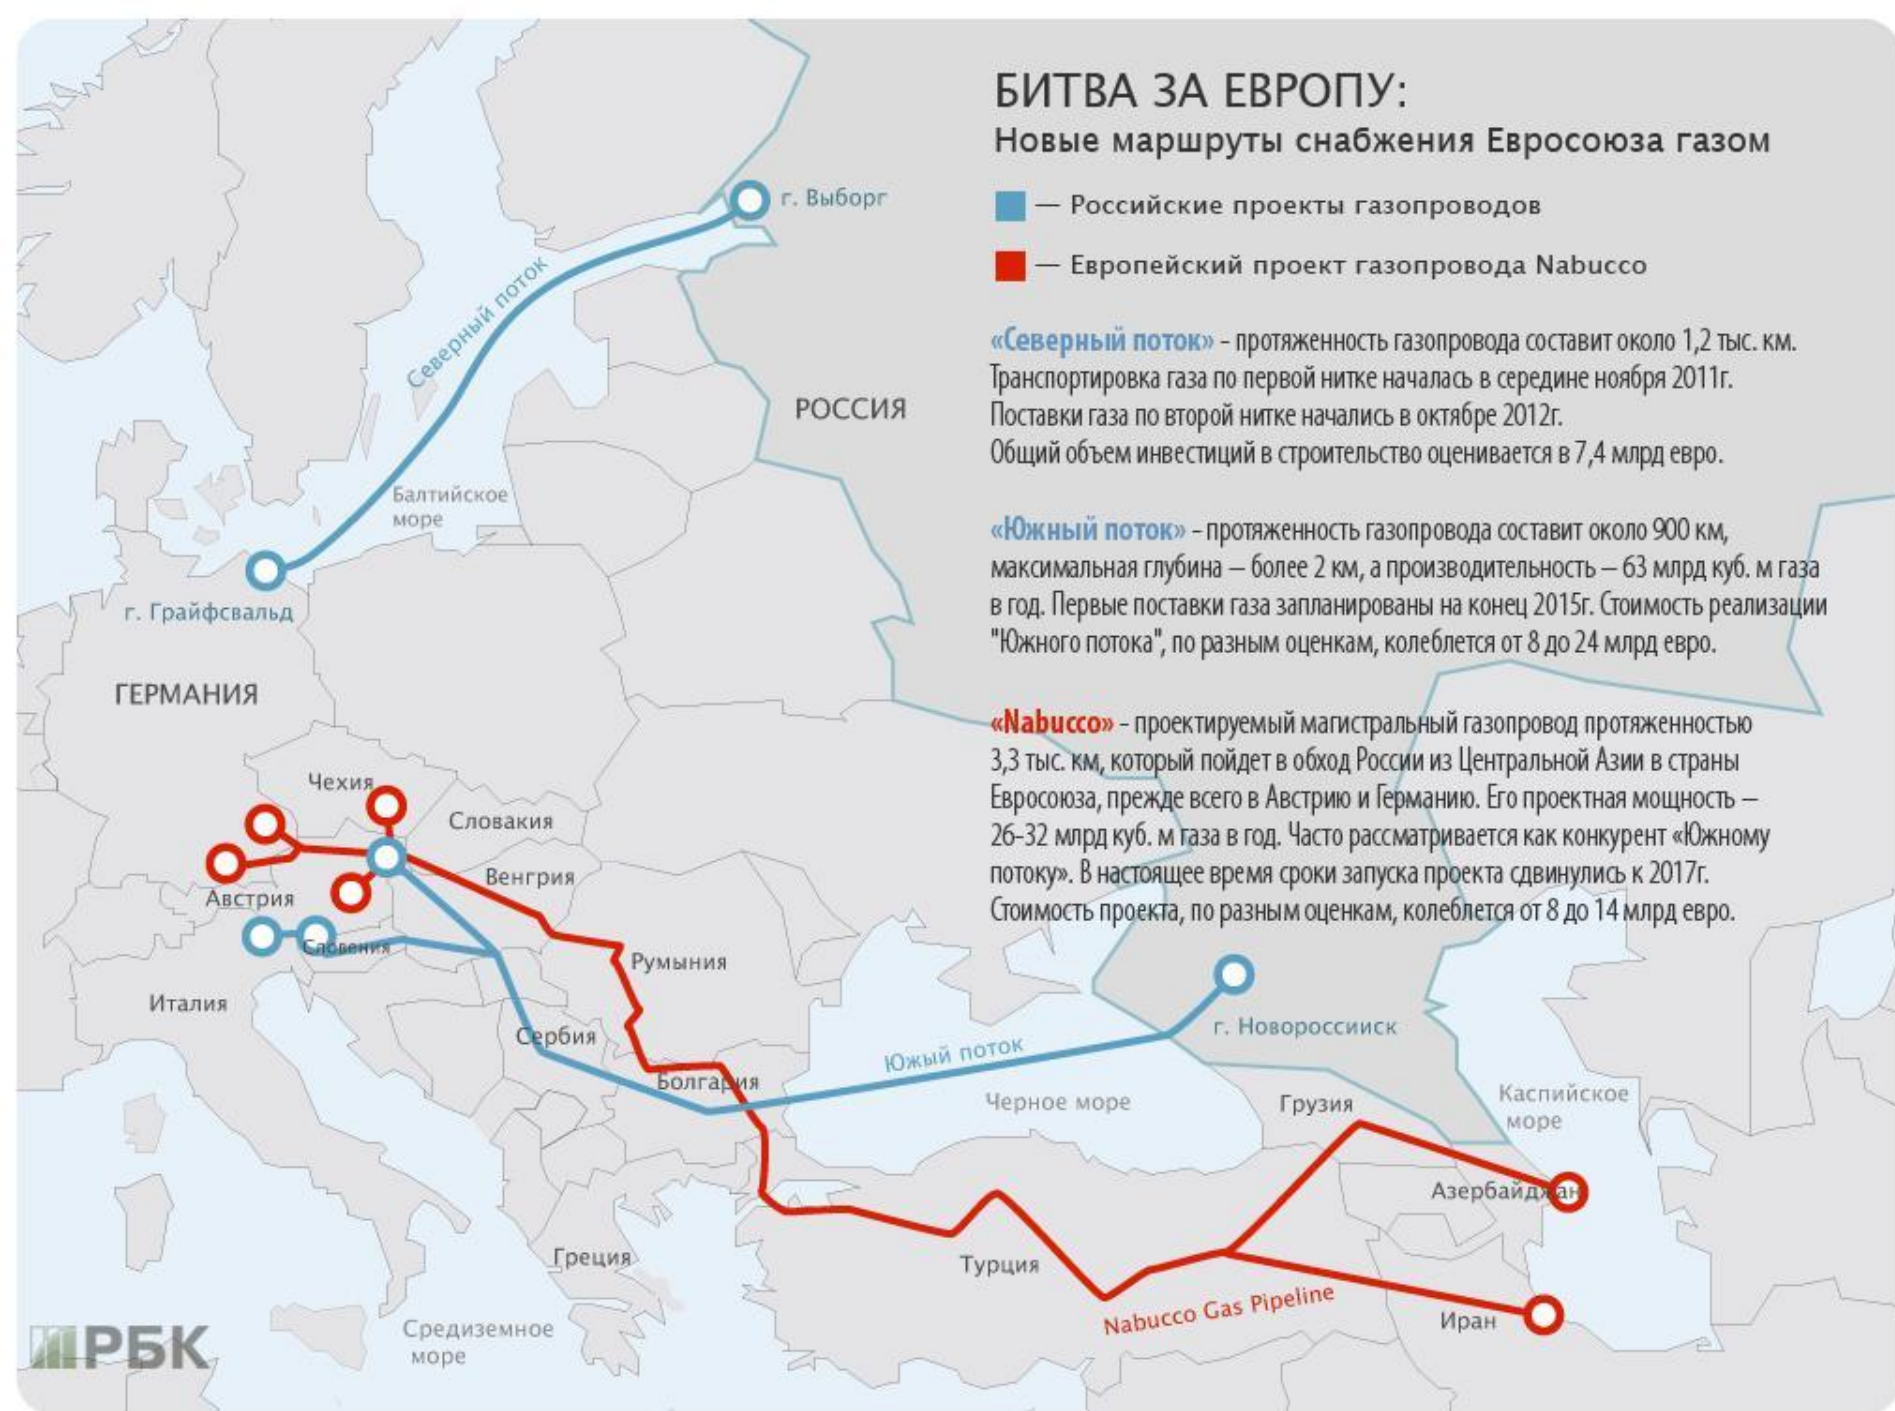 БИТВА ЗА ЕВРОПУ:
Новые маршруты снабжения Евросоюза газом
— Российские проекты газопроводов
— Европейский проект газопровода Nabucco
«Северный поток» – протяженность газопровода составит около 1,2 тыс. км.
Транспортировка газа по первой нитке началась в середине ноября 2011г.
Поставки газа по второй нитке начались в октябре 2012г.
Общий объем инвестиций в строительство оценивается в 7,4 млрд евро.
«Южный поток» – протяженность газопровода составит около 900 км,
максимальная глубина – более 2 км, а производительность – 63 млрд куб. м газа
в год. Первые поставки газа запланированы на конец 2015г. Стоимость реализации
"Южного потока", по разным оценкам, колеблется от 8 до 24 млрд евро.
«Nabucco» – проектируемый магистральный газопровод протяженностью
3,3 тыс. км, который пойдет в обход России из Центральной Азии в страны
Евросоюза, прежде всего в Австрию и Германию. Его проектная мощность –
26-32 млрд куб. м газа в год. Часто рассматривается как конкурент «Южному
потоку». В настоящее время сроки запуска проекта сдвинулись к 2017г.
Стоимость проекта, по разным оценкам, колеблется от 8 до 14 млрд евро.
г. Выборг
Северный поток
РОССИЯ
Балтийское
море
г. Грайфсвальд
ГЕРМАНИЯ
Чехия
Словакия
Венгрия
Австрия
Словения
Румыния
Италия
Сербия
г. Новороссииск
Южый поток
Болгария
Черное море
Грузия
Каспийское
море
Азербайджан
Греция
Турция
Nabucco Gas Pipeline
Иран
Средиземное
море
РБК